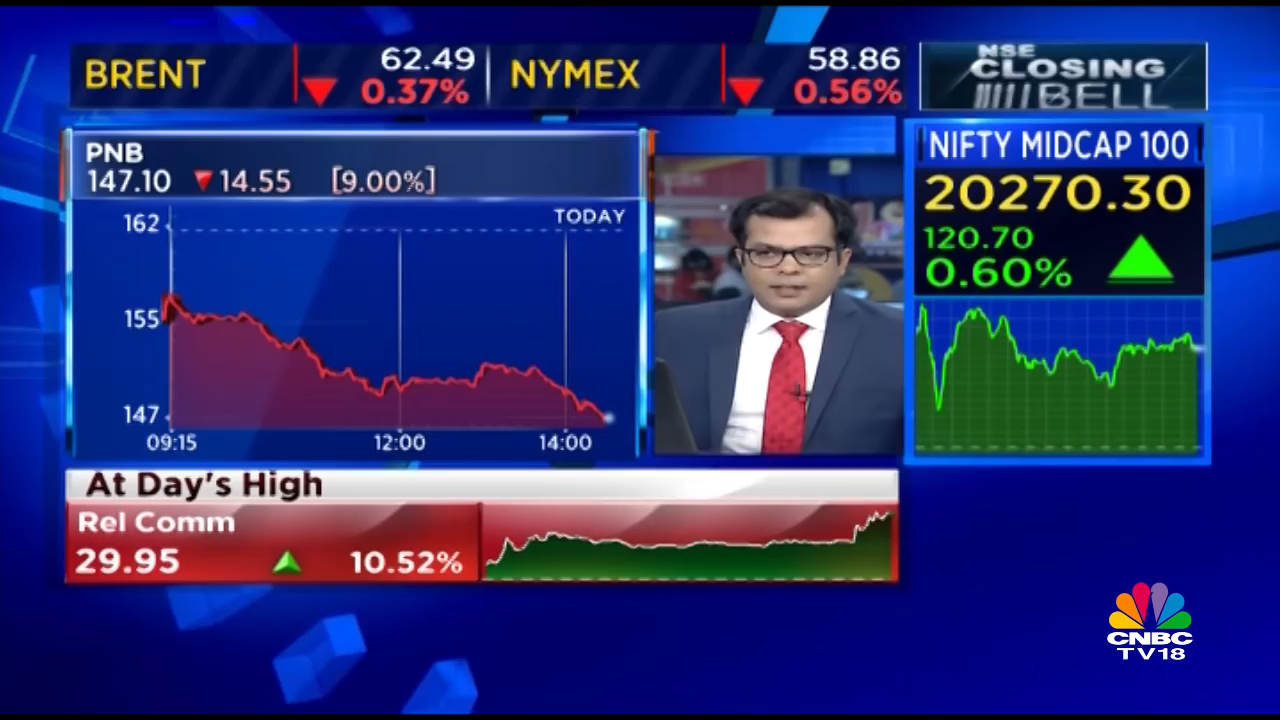 BRENT
62.49
0.37%
NYMEX
58.86
0.56%
NSE
CLOSING
BELL
PNB
147.10 14.55 [9.00%]
TODAY
162
155
147
09:15 12:00 14:00
NIFTY MIDCAP 100
20270.30
120.70
0.60%
At Day's High
Rel Comm
29.95 10.52%
CNBC
TV18